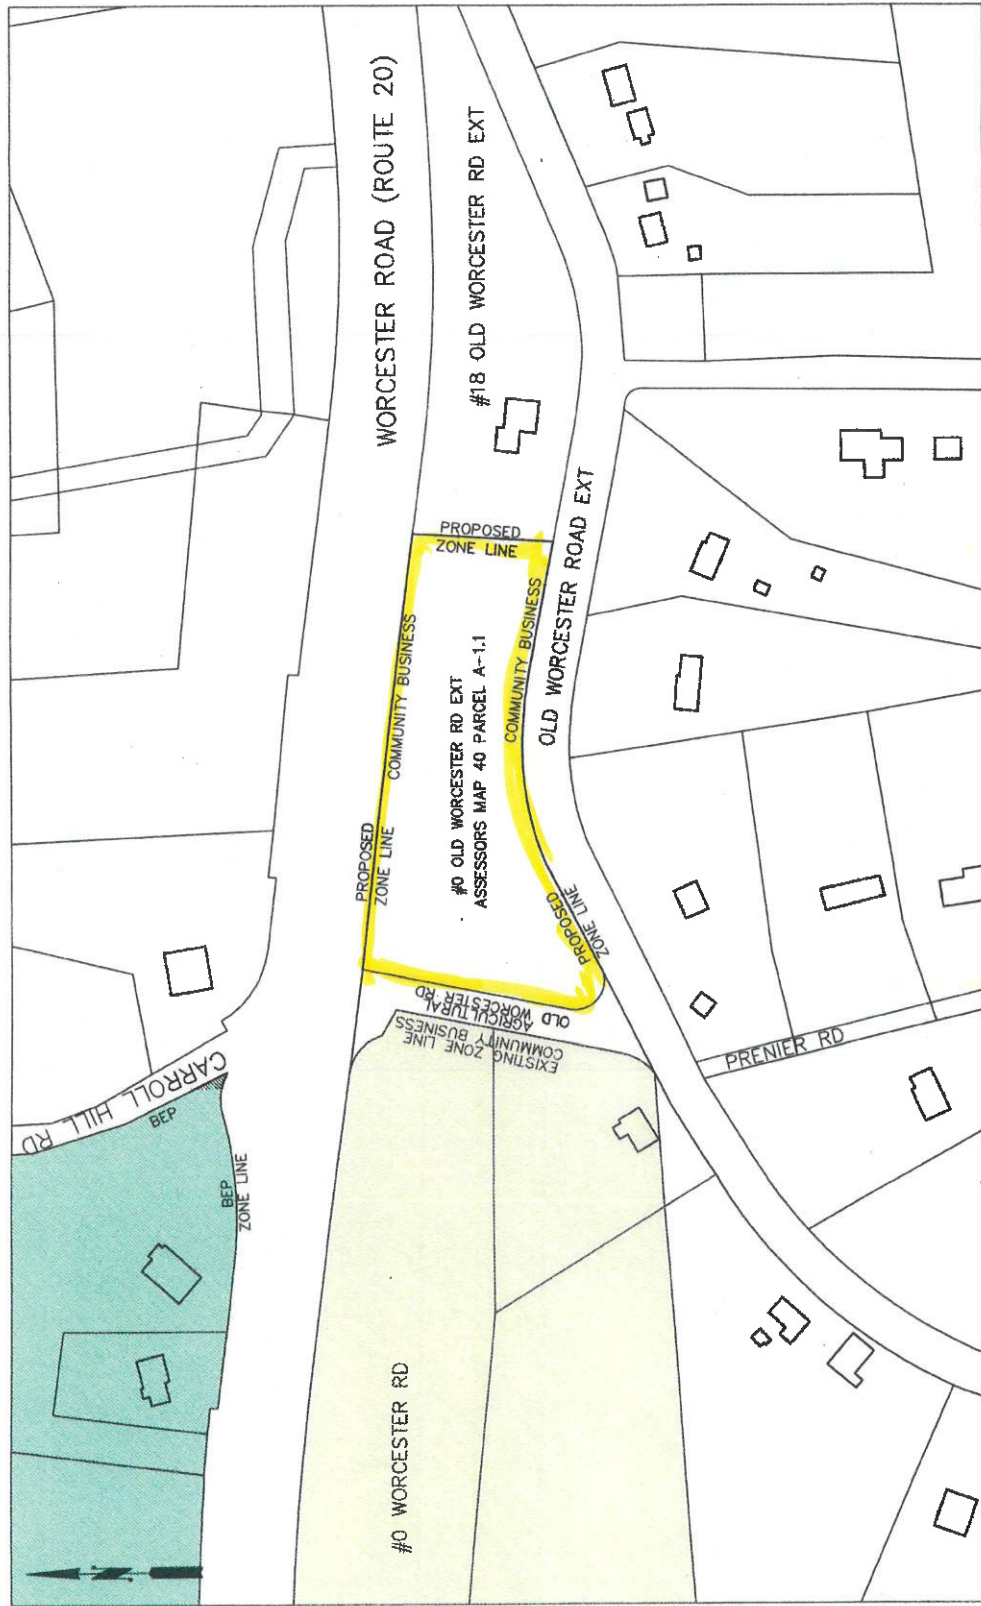 WORCESTER ROAD (ROUTE 20)
#18 OLD WORCESTER RD EXT
PROPOSED
ZONE LINE
COMMUNITY BUSINESS
COMMUNITY BUSINESS
OLD WORCESTER ROAD EXT
#0 OLD WORCESTER RD EXT
ASSESSORS MAP 40 PARCEL A-1.1
PROPOSED
ZONE LINE
PROPOSED
ZONE LINE
OLD WORCESTER RD
AGRICULTURAL
COMMUNITY BUSINESS
EXISTING ZONE LINE
PRENIER RD
CARROLL HILL RD
BEP
BEP
ZONE LINE
#0 WORCESTER RD